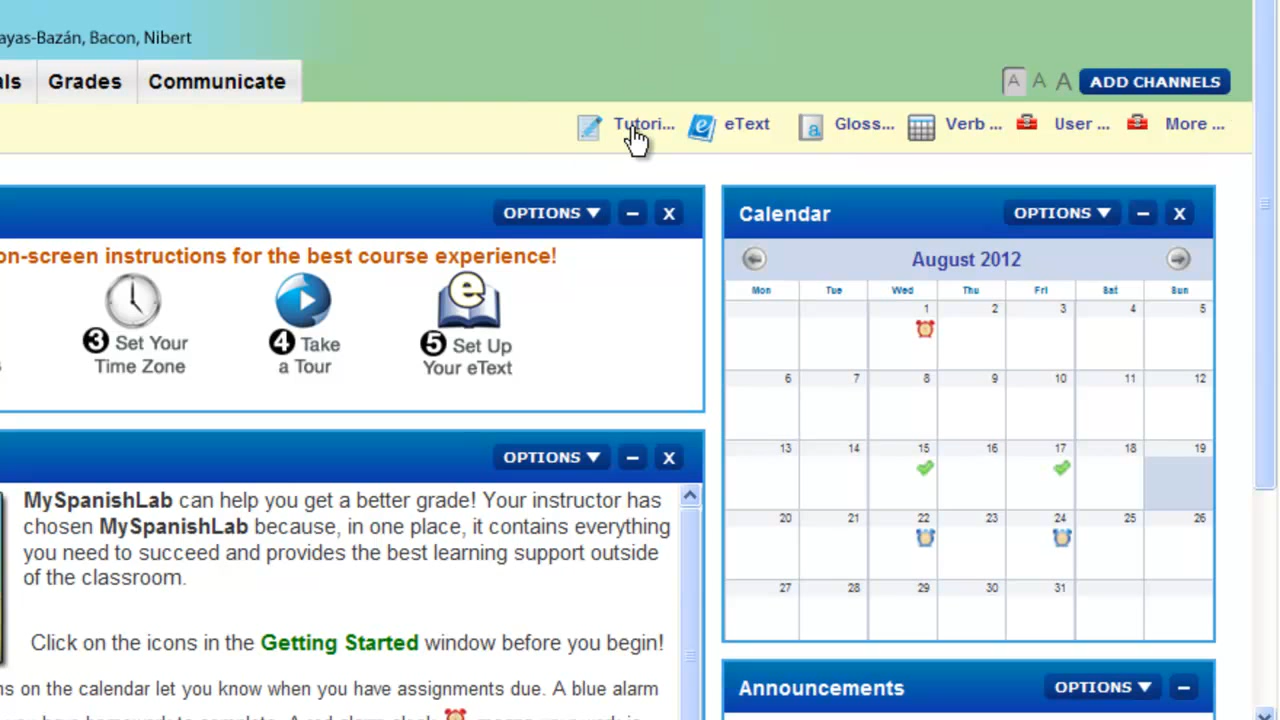 ayas-Bazán, Bacon, Nibert
als Grades Communicate
A A A ADD CHANNELS
Tutori... eText Gloss... Verb ... User ... More ...
OPTIONS ▼ – X
on-screen instructions for the best course experience!
3 Set Your
Time Zone
4 Take
a Tour
5 Set Up
Your eText
Calendar OPTIONS ▼ – X
August 2012
Mon Tue Wed Thu Fri Sat Sun
1 2 3 4 5
6 7 8 9 10 11 12
13 14 15 16 17 18 19
20 21 22 23 24 25 26
27 28 29 30 31
OPTIONS ▼ – X
MySpanishLab can help you get a better grade! Your instructor has
chosen MySpanishLab because, in one place, it contains everything
you need to succeed and provides the best learning support outside
of the classroom.
Click on the icons in the Getting Started window before you begin!
ns on the calendar let you know when you have assignments due. A blue alarm
Announcements OPTIONS ▼ –